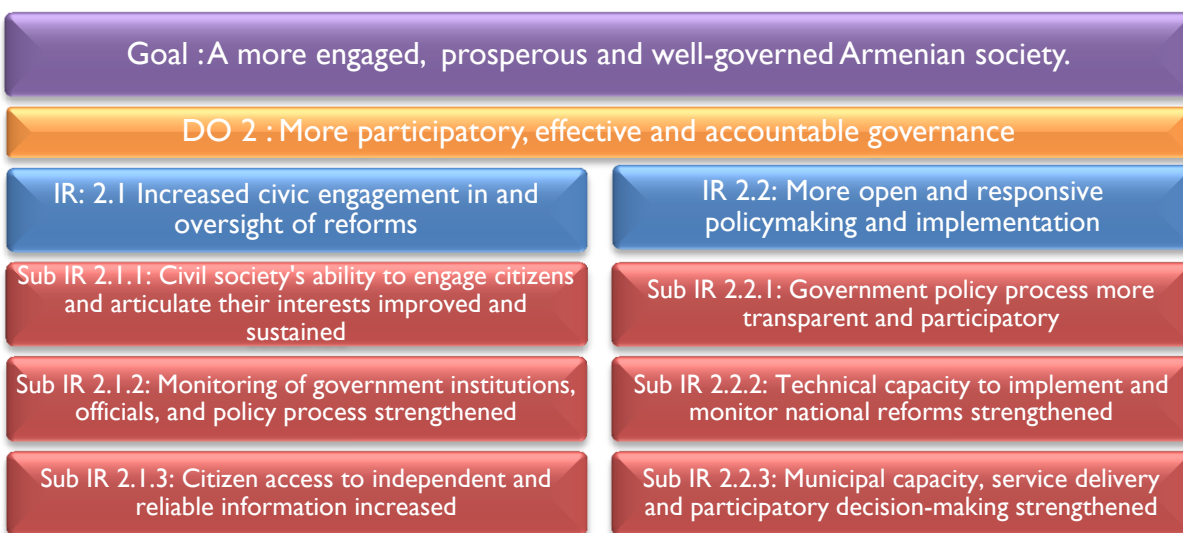 Goal : A more engaged, prosperous and well-governed Armenian society.
DO 2 : More participatory, effective and accountable governance
IR: 2.1 Increased civic engagement in and
oversight of reforms
IR 2.2: More open and responsive
policymaking and implementation
Sub IR 2.1.1: Civil society's ability to engage citizens
and articulate their interests improved and
sustained
Sub IR 2.2.1: Government policy process more
transparent and participatory
Sub IR 2.1.2: Monitoring of government institutions,
officials, and policy process strengthened
Sub IR 2.2.2: Technical capacity to implement and
monitor national reforms strengthened
Sub IR 2.1.3: Citizen access to independent and
reliable information increased
Sub IR 2.2.3: Municipal capacity, service delivery
and participatory decision-making strengthened